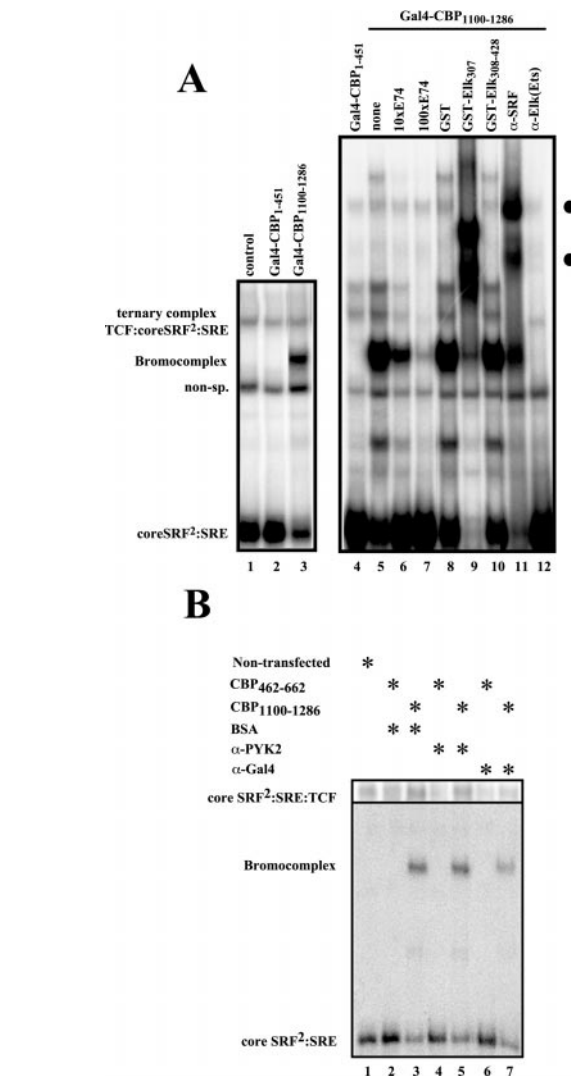 Gal4-CBP1100-1286
A
Gal4-CBP1-451
none
10xE74
100xE74
GST
GST-Elk307
GST-Elk308-428
α-SRF
α-Elk(Ets)
control
Gal4-CBP1-451
Gal4-CBP1100-1286
ternary complex
TCF:coreSRF2:SRE
Bromocomplex
non-sp.
coreSRF2:SRE
1 2 3 4 5 6 7 8 9 10 11 12
B
Non-transfected *
CBP462-662 * * *
CBP1100-1286 * * *
BSA * *
α-PYK2 * *
α-Gal4 * *
core SRF2:SRE:TCF
Bromocomplex
core SRF2:SRE
1 2 3 4 5 6 7